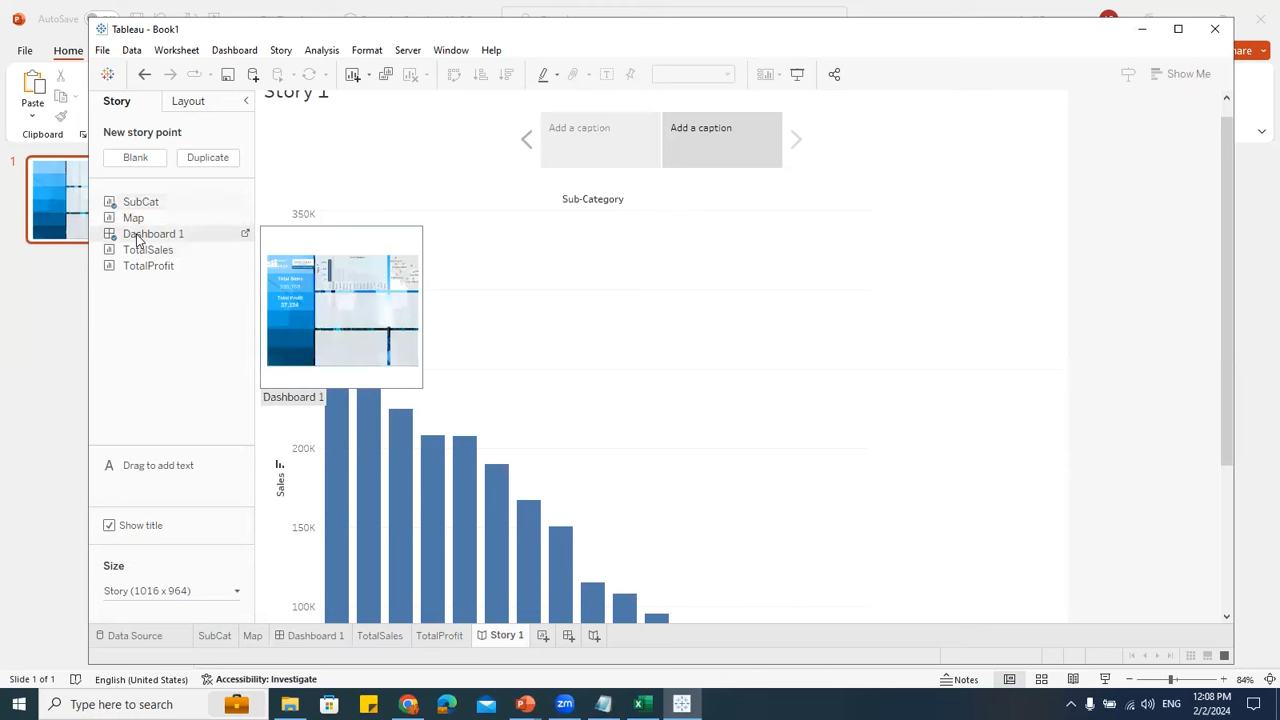 AutoSave
Tableau - Book1
File Home
Paste
Clipboard
1
File Data Worksheet Dashboard Story Analysis Format Server Window Help
Show Me
Story Layout
New story point
Blank Duplicate
SubCat
Map
Dashboard 1
TotalSales
TotalProfit
Drag to add text
Show title
Size
Story (1016 x 964)
Story 1
Add a caption
Add a caption
Sub-Category
350K
Total Profit
Dashboard 1
200K
Sales
150K
100K
Data Source SubCat Map Dashboard 1 TotalSales TotalProfit Story 1
Slide 1 of 1 English (United States) Accessibility: Investigate Notes 84%
Type here to search
ENG
12:08 PM
2/2/2024